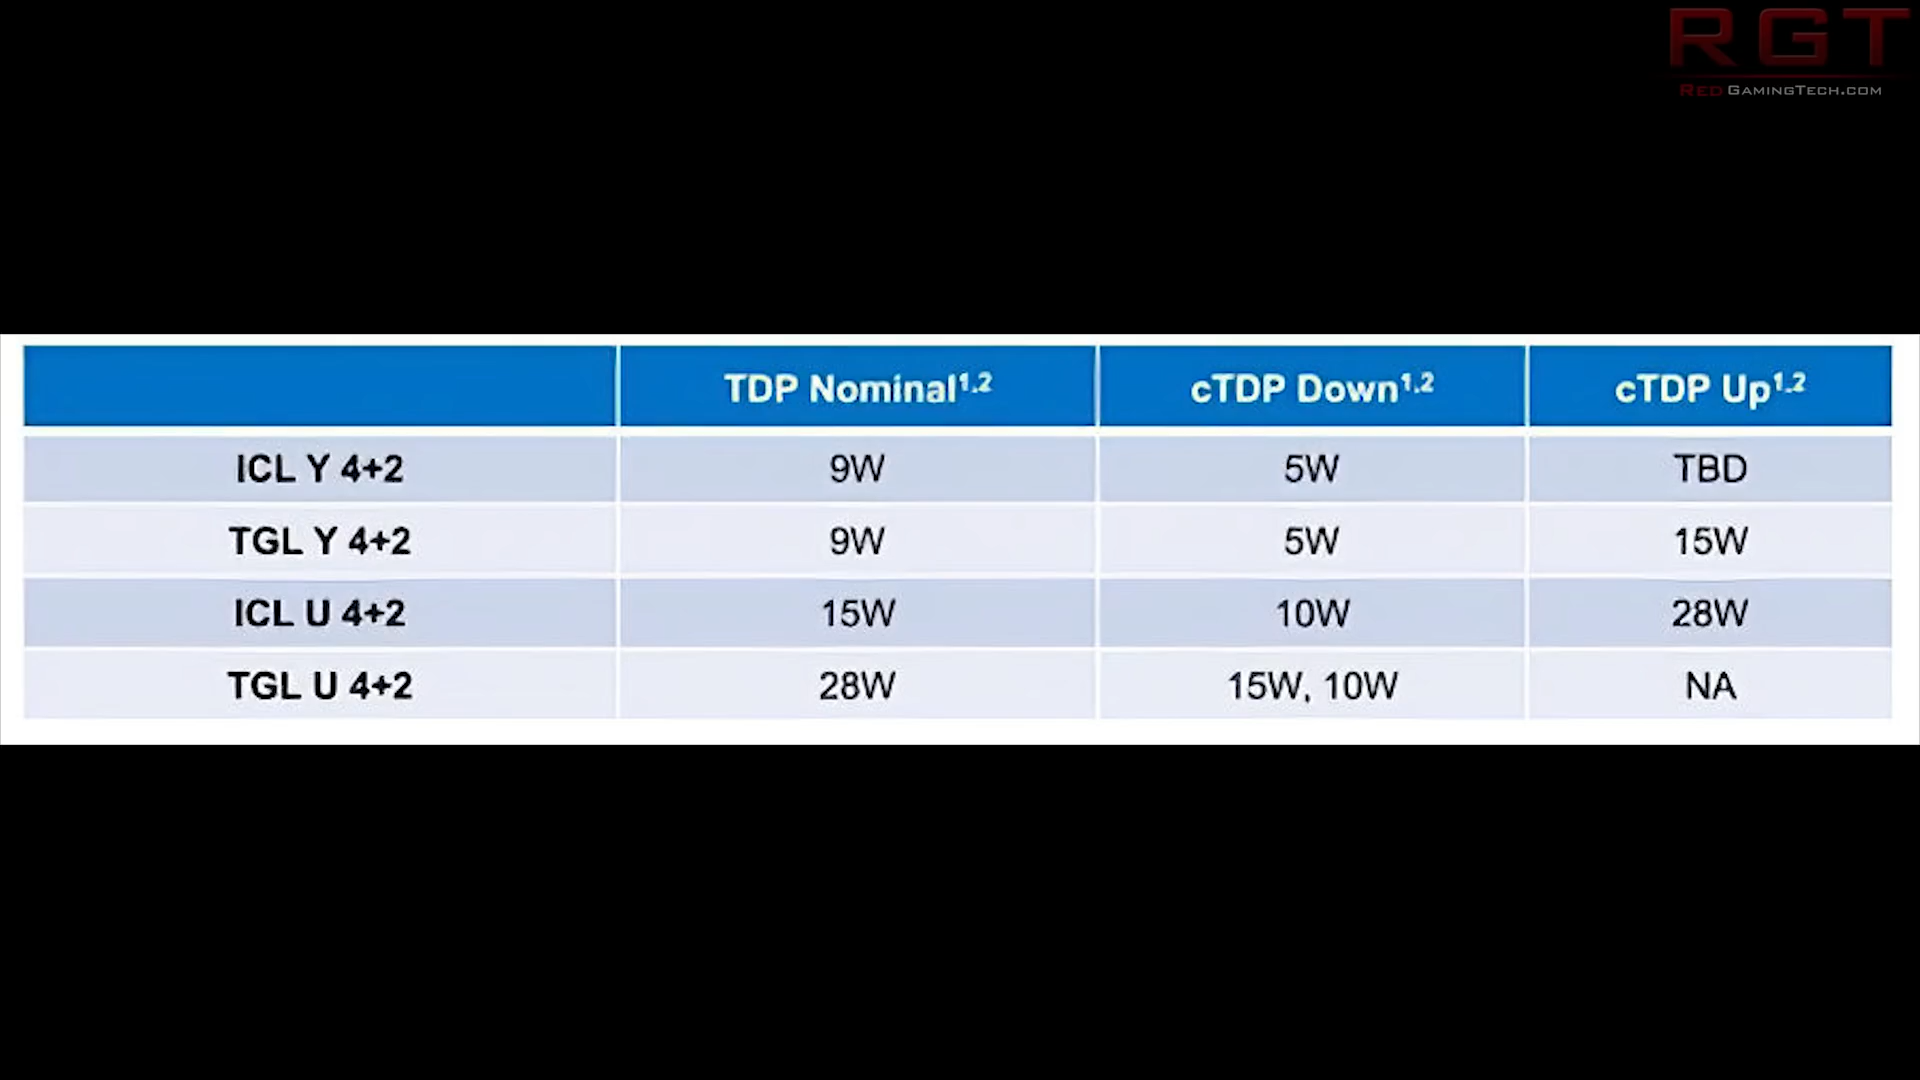 RGT
RedGamingTech.com
TDP Nominal¹,² cTDP Down¹,² cTDP Up¹,²
ICL Y 4+2 9W 5W TBD
TGL Y 4+2 9W 5W 15W
ICL U 4+2 15W 10W 28W
TGL U 4+2 28W 15W, 10W NA